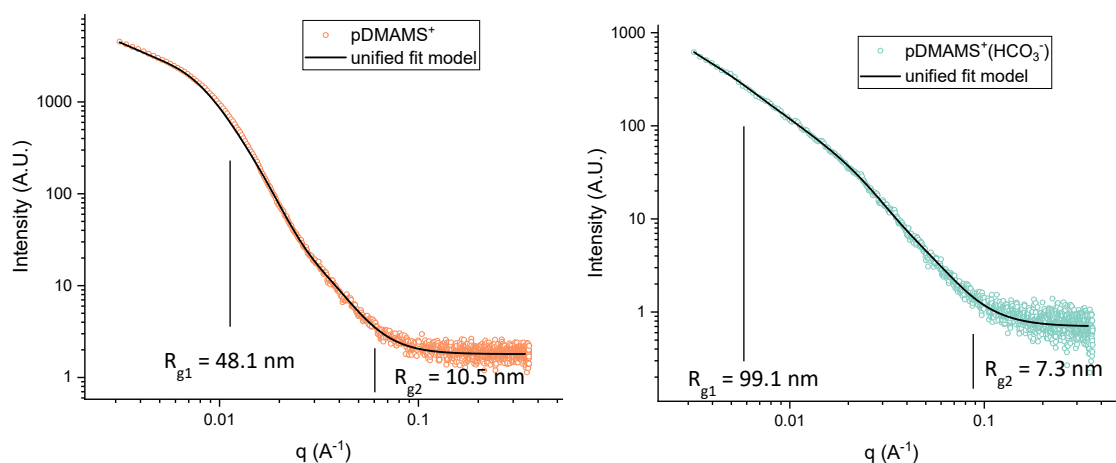 pDMAMS⁺
unified fit model
Intensity (A.U.)
1000
100
10
1
R_g1 = 48.1 nm
R_g2 = 10.5 nm
0.01
0.1
q (A⁻¹)
pDMAMS⁺(HCO₃⁻)
unified fit model
Intensity (A.U.)
1000
100
10
1
0.1
R_g1 = 99.1 nm
R_g2 = 7.3 nm
0.01
0.1
q (A⁻¹)